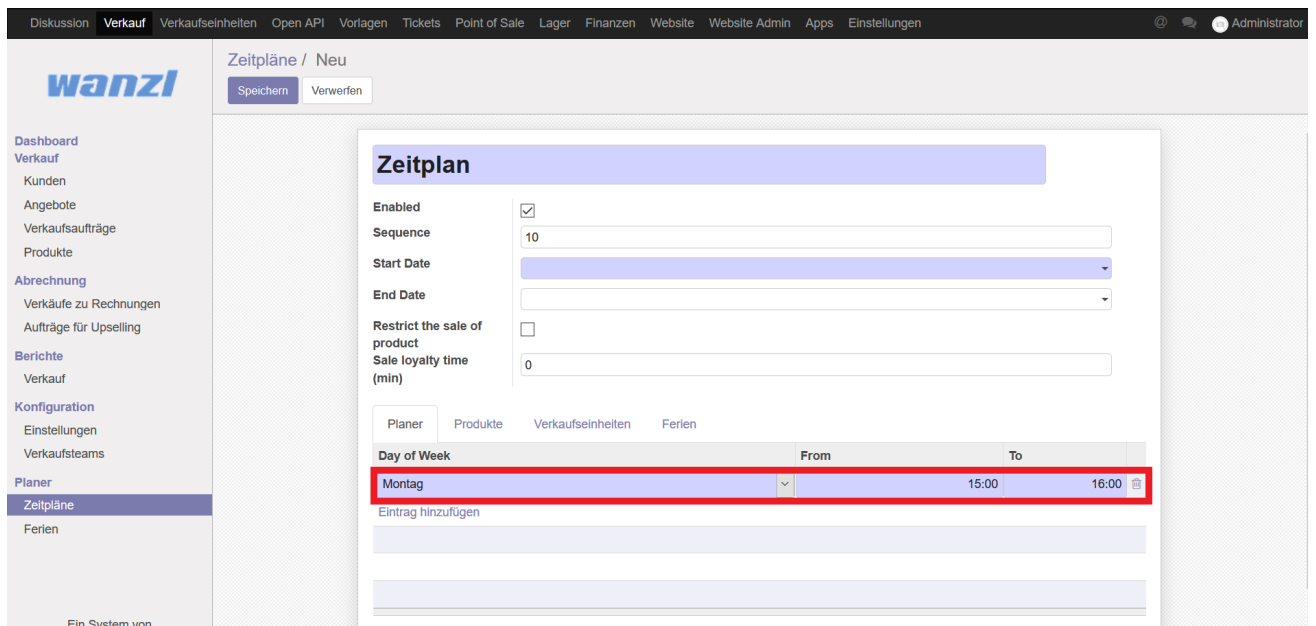 Diskussion Verkauf Verkaufseinheiten Open API Vorlagen Tickets Point of Sale Lager Finanzen Website Website Admin Apps Einstellungen @ Administrator
wanzl
Zeitpläne / Neu
Speichern Verwerfen
Dashboard
Verkauf
Kunden
Angebote
Verkaufsaufträge
Produkte
Abrechnung
Verkäufe zu Rechnungen
Aufträge für Upselling
Berichte
Verkauf
Konfiguration
Einstellungen
Verkaufsteams
Planer
Zeitpläne
Ferien
Ein System von
Zeitplan
Enabled
Sequence 10
Start Date
End Date
Restrict the sale of
product
Sale loyalty time
(min) 0
Planer Produkte Verkaufseinheiten Ferien
Day of Week From To
Montag 15:00 16:00
Eintrag hinzufügen